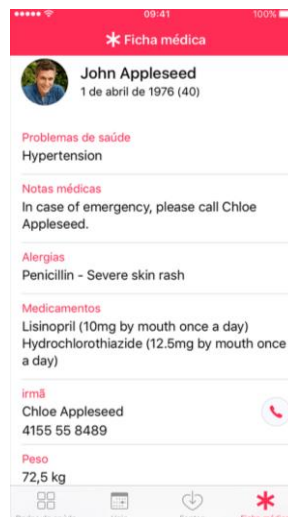 09:41
100%
Ficha médica
John Appleseed
1 de abril de 1976 (40)
Problemas de saúde
Hypertension
Notas médicas
In case of emergency, please call Chloe
Appleseed.
Alergias
Penicillin - Severe skin rash
Medicamentos
Lisinopril (10mg by mouth once a day)
Hydrochlorothiazide (12.5mg by mouth once
a day)
irmã
Chloe Appleseed
4155 55 8489
Peso
72,5 kg